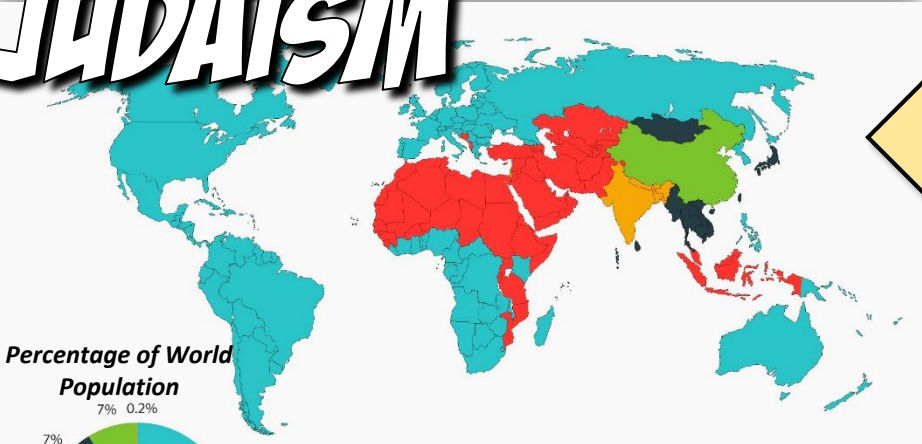 JUDAISM
Percentage of World
Population
7% 0.2%
7%